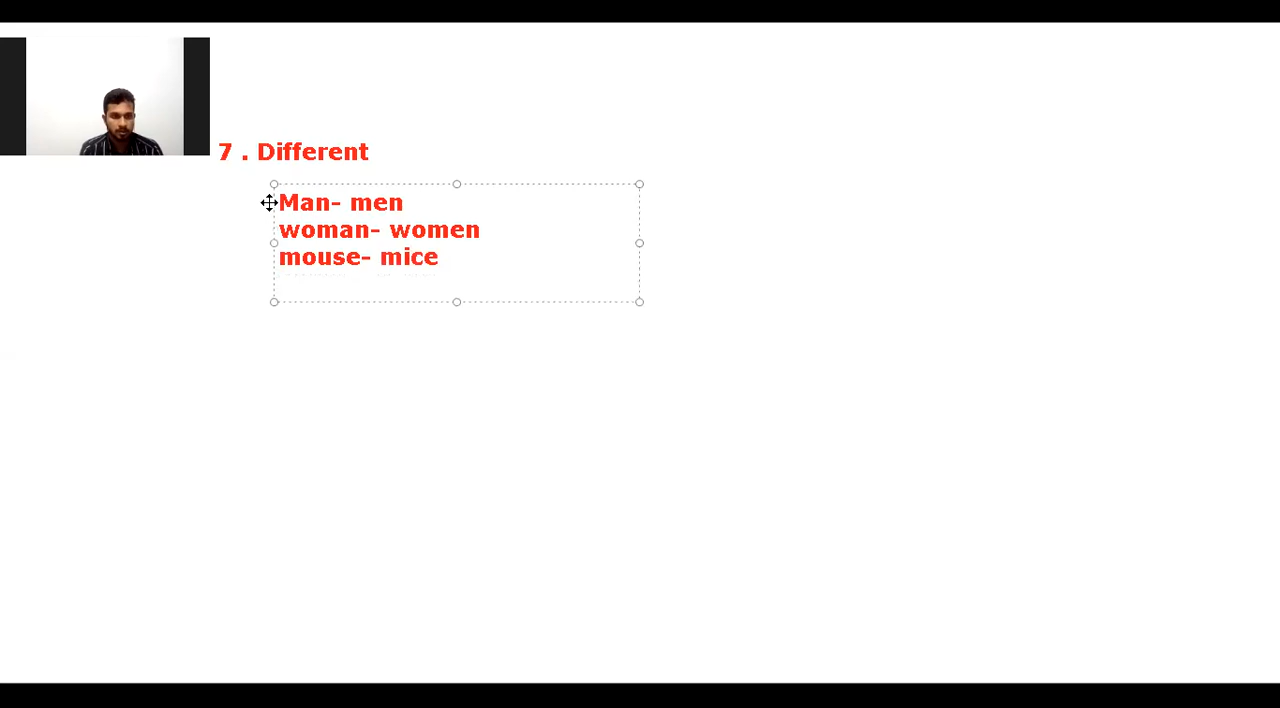 7 . Different
Man- men
woman- women
mouse- mice